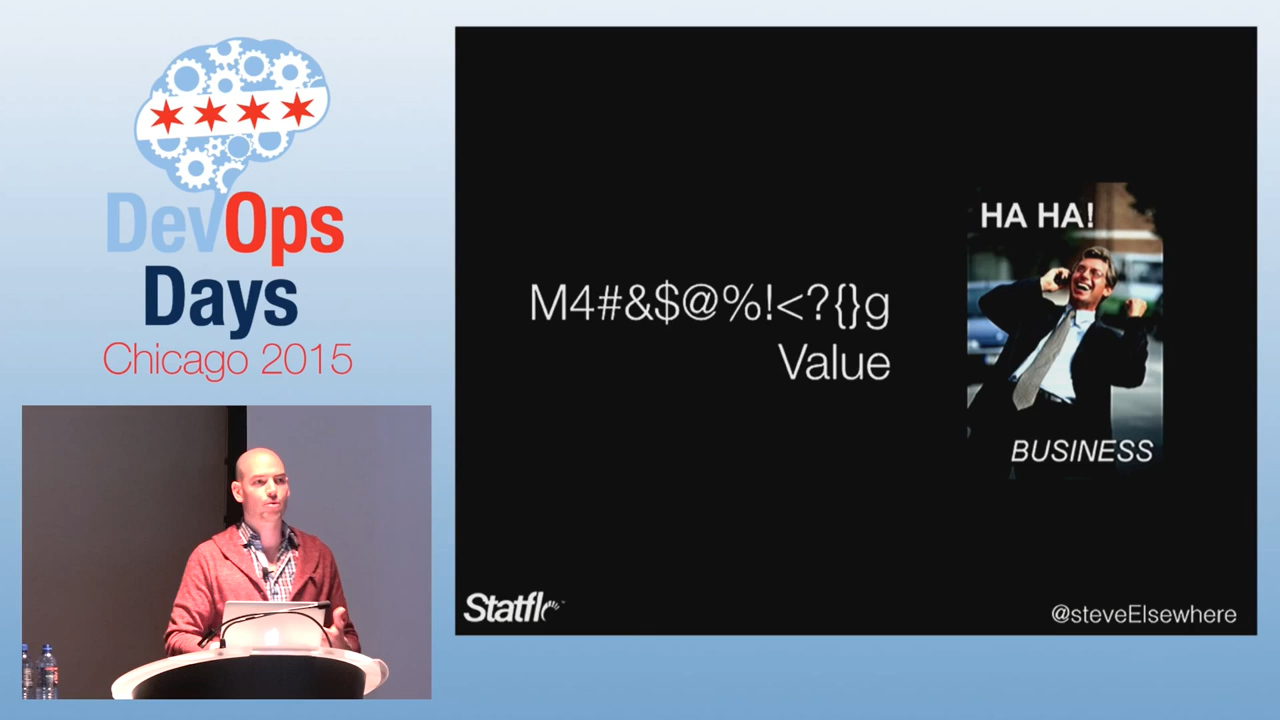 DevOps
Days
Chicago 2015
HA HA!
M4#&$@%!<?{}g
Value
BUSINESS
Statflo
@steveElsewhere